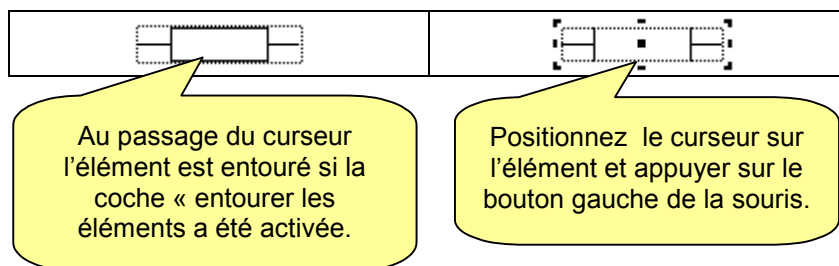 Au passage du curseur
l’élément est entouré si la
coche « entourer les
éléments a été activée.
Positionnez  le curseur sur
l’élément et appuyer sur le
bouton gauche de la souris.